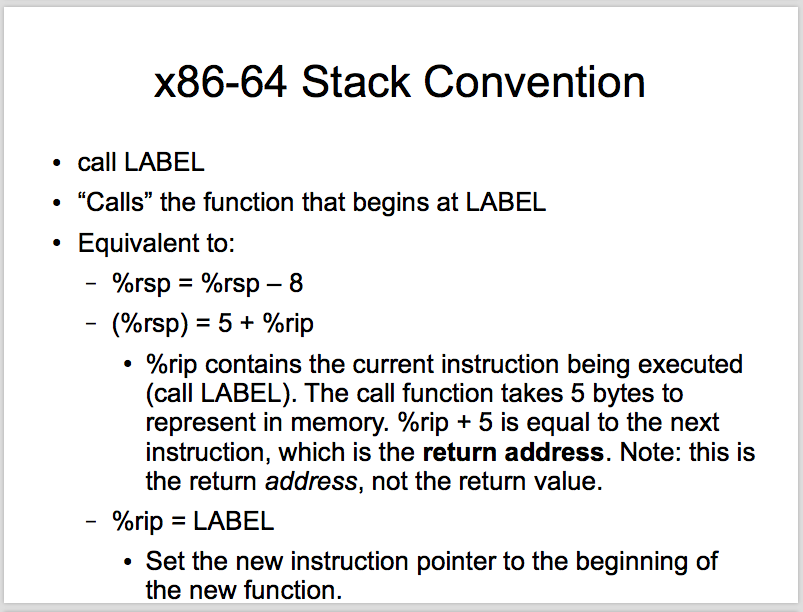 x86-64 Stack Convention
• call LABEL
• “Calls” the function that begins at LABEL
• Equivalent to:
– %rsp = %rsp – 8
– (%rsp) = 5 + %rip
• %rip contains the current instruction being executed
(call LABEL). The call function takes 5 bytes to
represent in memory. %rip + 5 is equal to the next
instruction, which is the return address. Note: this is
the return address, not the return value.
– %rip = LABEL
• Set the new instruction pointer to the beginning of
the new function.